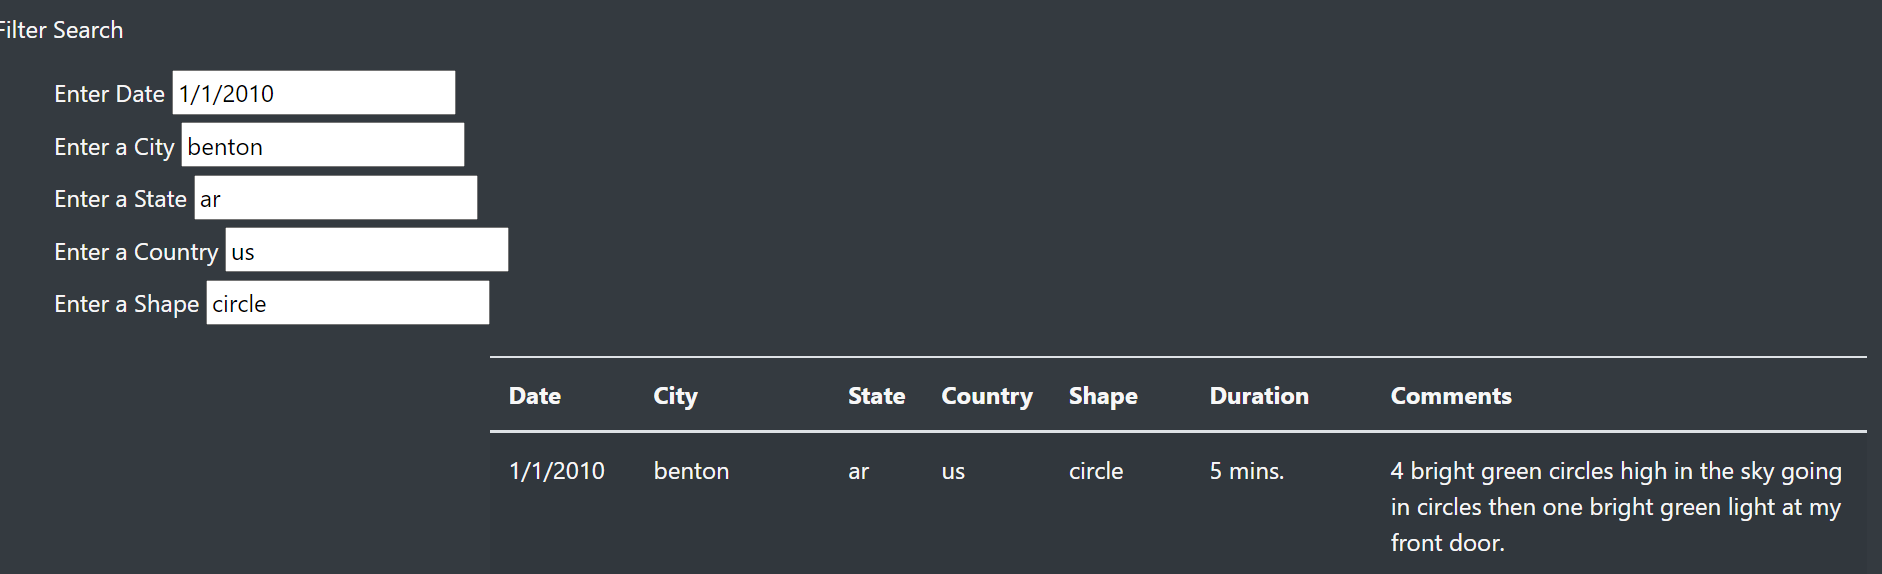 Filter Search
Enter Date 1/1/2010
Enter a City benton
Enter a State ar
Enter a Country us
Enter a Shape circle
Date City State Country Shape Duration Comments
1/1/2010 benton ar us circle 5 mins. 4 bright green circles high in the sky going
in circles then one bright green light at my
front door.